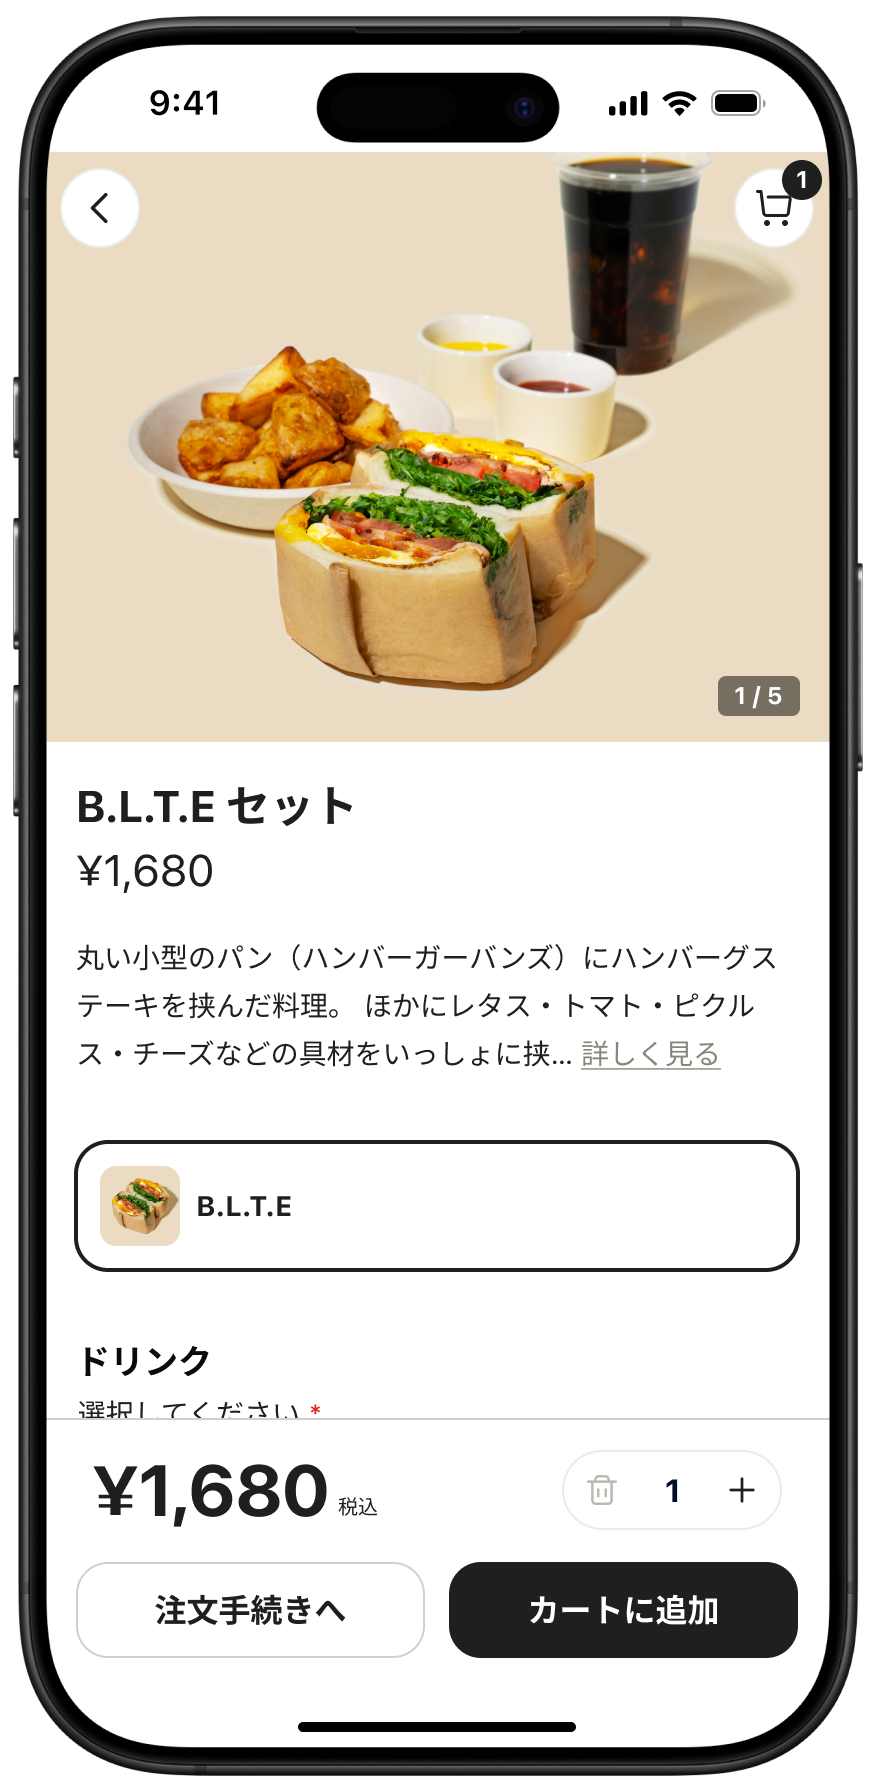 9:41
1
1 / 5
B.L.T.E セット
¥1,680
丸い小型のパン（ハンバーガーバンズ）にハンバーグス
テーキを挟んだ料理。 ほかにレタス・トマト・ピクル
ス・チーズなどの具材をいっしょに挟... 詳しく見る
B.L.T.E
ドリンク
選択してください *
¥1,680 税込
1
注文手続きへ
カートに追加